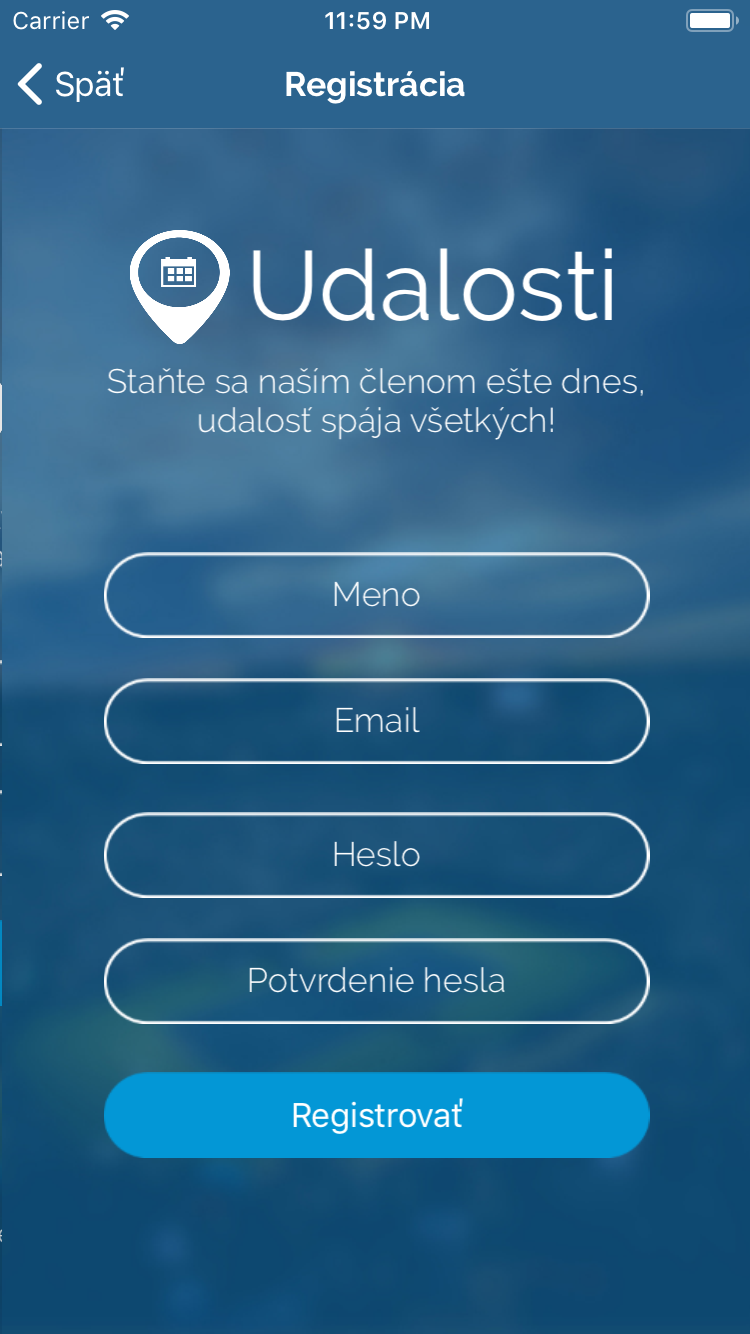 Carrier 11:59 PM
Späť Registrácia
Udalosti
Staňte sa naším členom ešte dnes,
udalosť spája všetkých!
Meno
Email
Heslo
Potvrdenie hesla
Registrovať